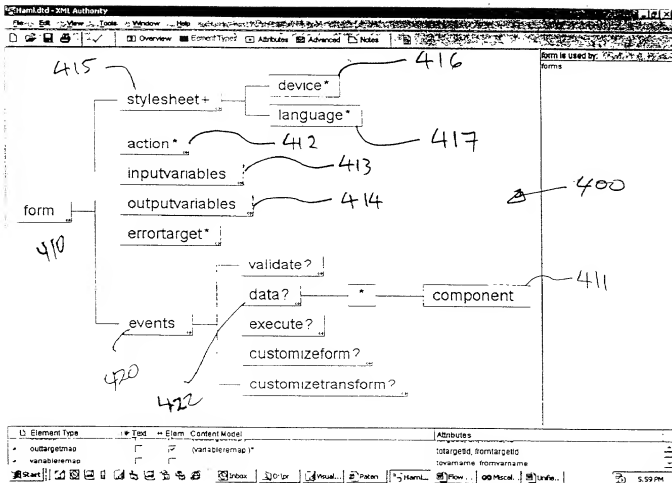 Haml.dtd - XML Authority
File Edit View Tools Window Help
Overview Element Types Attributes Advanced Notes
form is used by:
forms
415
416
stylesheet+
device*
language*
417
action*
412
inputvariables
413
outputvariables
414
400
form
410
errortarget*
validate?
data?
*
component
411
events
420
execute?
customizeform?
422
customizetransform?
Element Type Text Elem Content Model Attributes
outtargetmap (variableremap)* totargetid, fromtargetid
variableremap tovarname fromvarname
Start Inbox Visual... Paten Haml... Flow... Miscel... Unfie... 5.59 PM